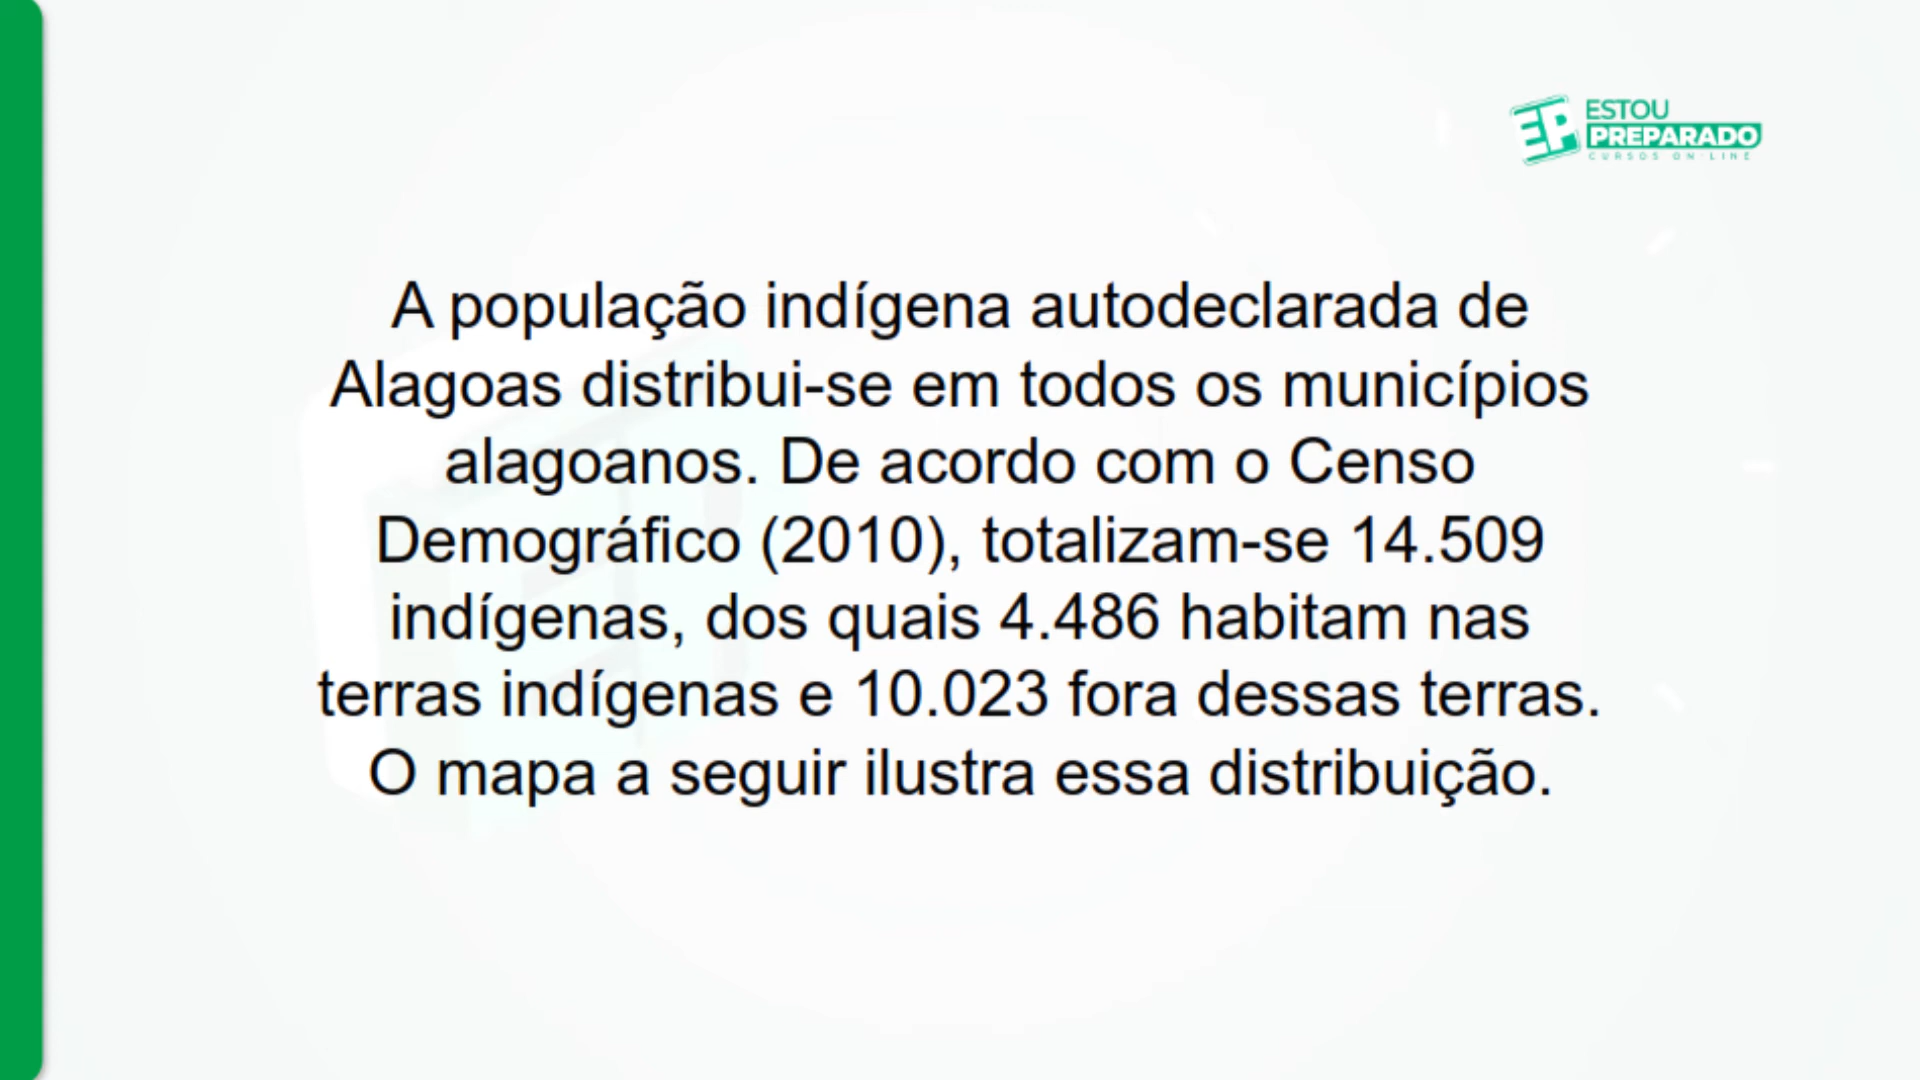 ESTOU
PREPARADO
CURSOS ON-LINE
A população indígena autodeclarada de
Alagoas distribui-se em todos os municípios
alagoanos. De acordo com o Censo
Demográfico (2010), totalizam-se 14.509
indígenas, dos quais 4.486 habitam nas
terras indígenas e 10.023 fora dessas terras.
O mapa a seguir ilustra essa distribuição.